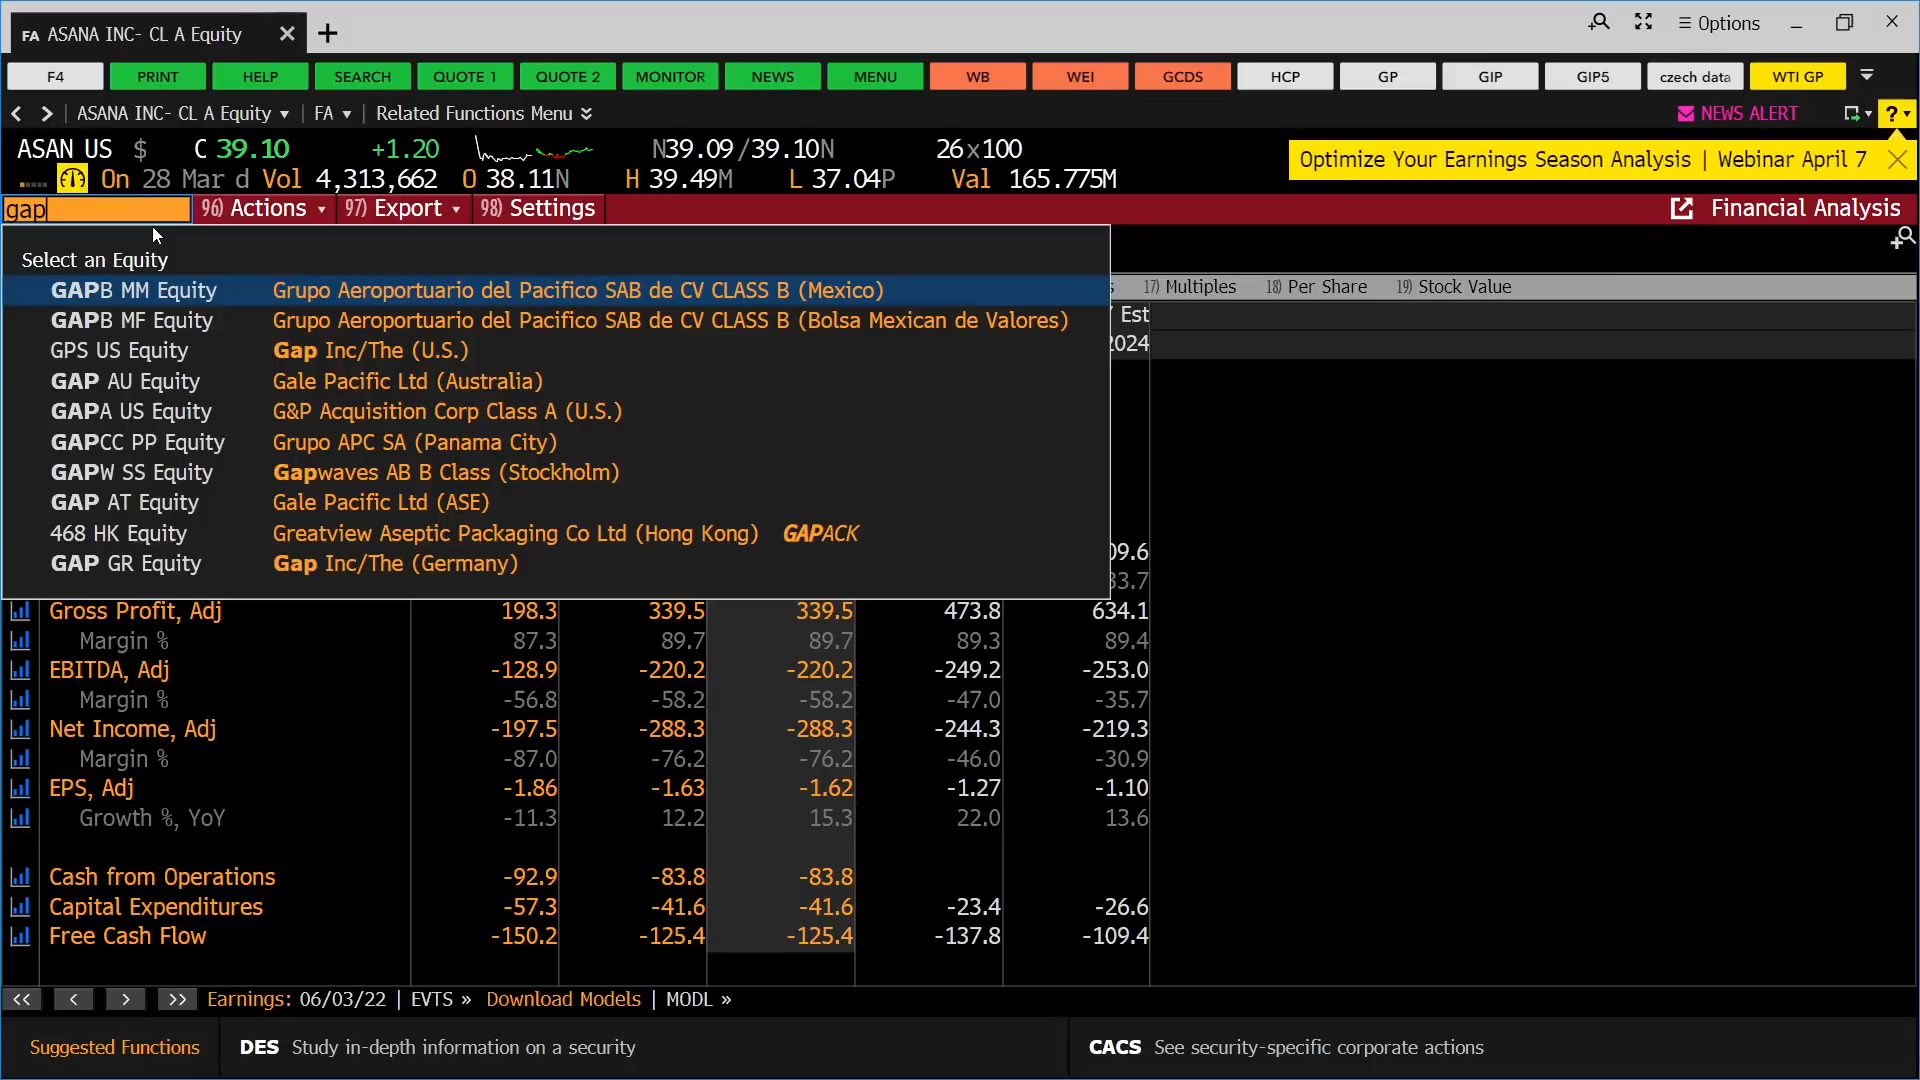 FA ASANA INC- CL A Equity
Options
F4 PRINT HELP SEARCH QUOTE 1 QUOTE 2 MONITOR NEWS MENU WB WEI GCDS HCP GP GIP GIP5 czech data WTI GP
ASANA INC- CL A Equity FA Related Functions Menu NEWS ALERT ?
ASAN US $ C 39.10 +1.20 N39.09/39.10N 26x100
Optimize Your Earnings Season Analysis | Webinar April 7
On 28 Mar d Vol 4,313,662 O 38.11N H 39.49M L 37.04P Val 165.775M
gap 96) Actions 97) Export 98) Settings Financial Analysis
Select an Equity
GAPB MM Equity Grupo Aeroportuario del Pacifico SAB de CV CLASS B (Mexico)
17) Multiples 18) Per Share 19) Stock Value
GAPB MF Equity Grupo Aeroportuario del Pacifico SAB de CV CLASS B (Bolsa Mexican de Valores)
Est
GPS US Equity Gap Inc/The (U.S.)
2024
GAP AU Equity Gale Pacific Ltd (Australia)
GAPA US Equity G&P Acquisition Corp Class A (U.S.)
GAPCC PP Equity Grupo APC SA (Panama City)
GAPW SS Equity Gapwaves AB B Class (Stockholm)
GAP AT Equity Gale Pacific Ltd (ASE)
468 HK Equity Greatview Aseptic Packaging Co Ltd (Hong Kong) GAPACK
09.6
GAP GR Equity Gap Inc/The (Germany)
33.7
Gross Profit, Adj 198.3 339.5 339.5 473.8 634.1
Margin % 87.3 89.7 89.7 89.3 89.4
EBITDA, Adj -128.9 -220.2 -220.2 -249.2 -253.0
Margin % -56.8 -58.2 -58.2 -47.0 -35.7
Net Income, Adj -197.5 -288.3 -288.3 -244.3 -219.3
Margin % -87.0 -76.2 -76.2 -46.0 -30.9
EPS, Adj -1.86 -1.63 -1.62 -1.27 -1.10
Growth %, YoY -11.3 12.2 15.3 22.0 13.6
Cash from Operations -92.9 -83.8 -83.8
Capital Expenditures -57.3 -41.6 -41.6 -23.4 -26.6
Free Cash Flow -150.2 -125.4 -125.4 -137.8 -109.4
<< < > >> Earnings: 06/03/22 | EVTS » Download Models | MODL »
Suggested Functions DES Study in-depth information on a security CACS See security-specific corporate actions